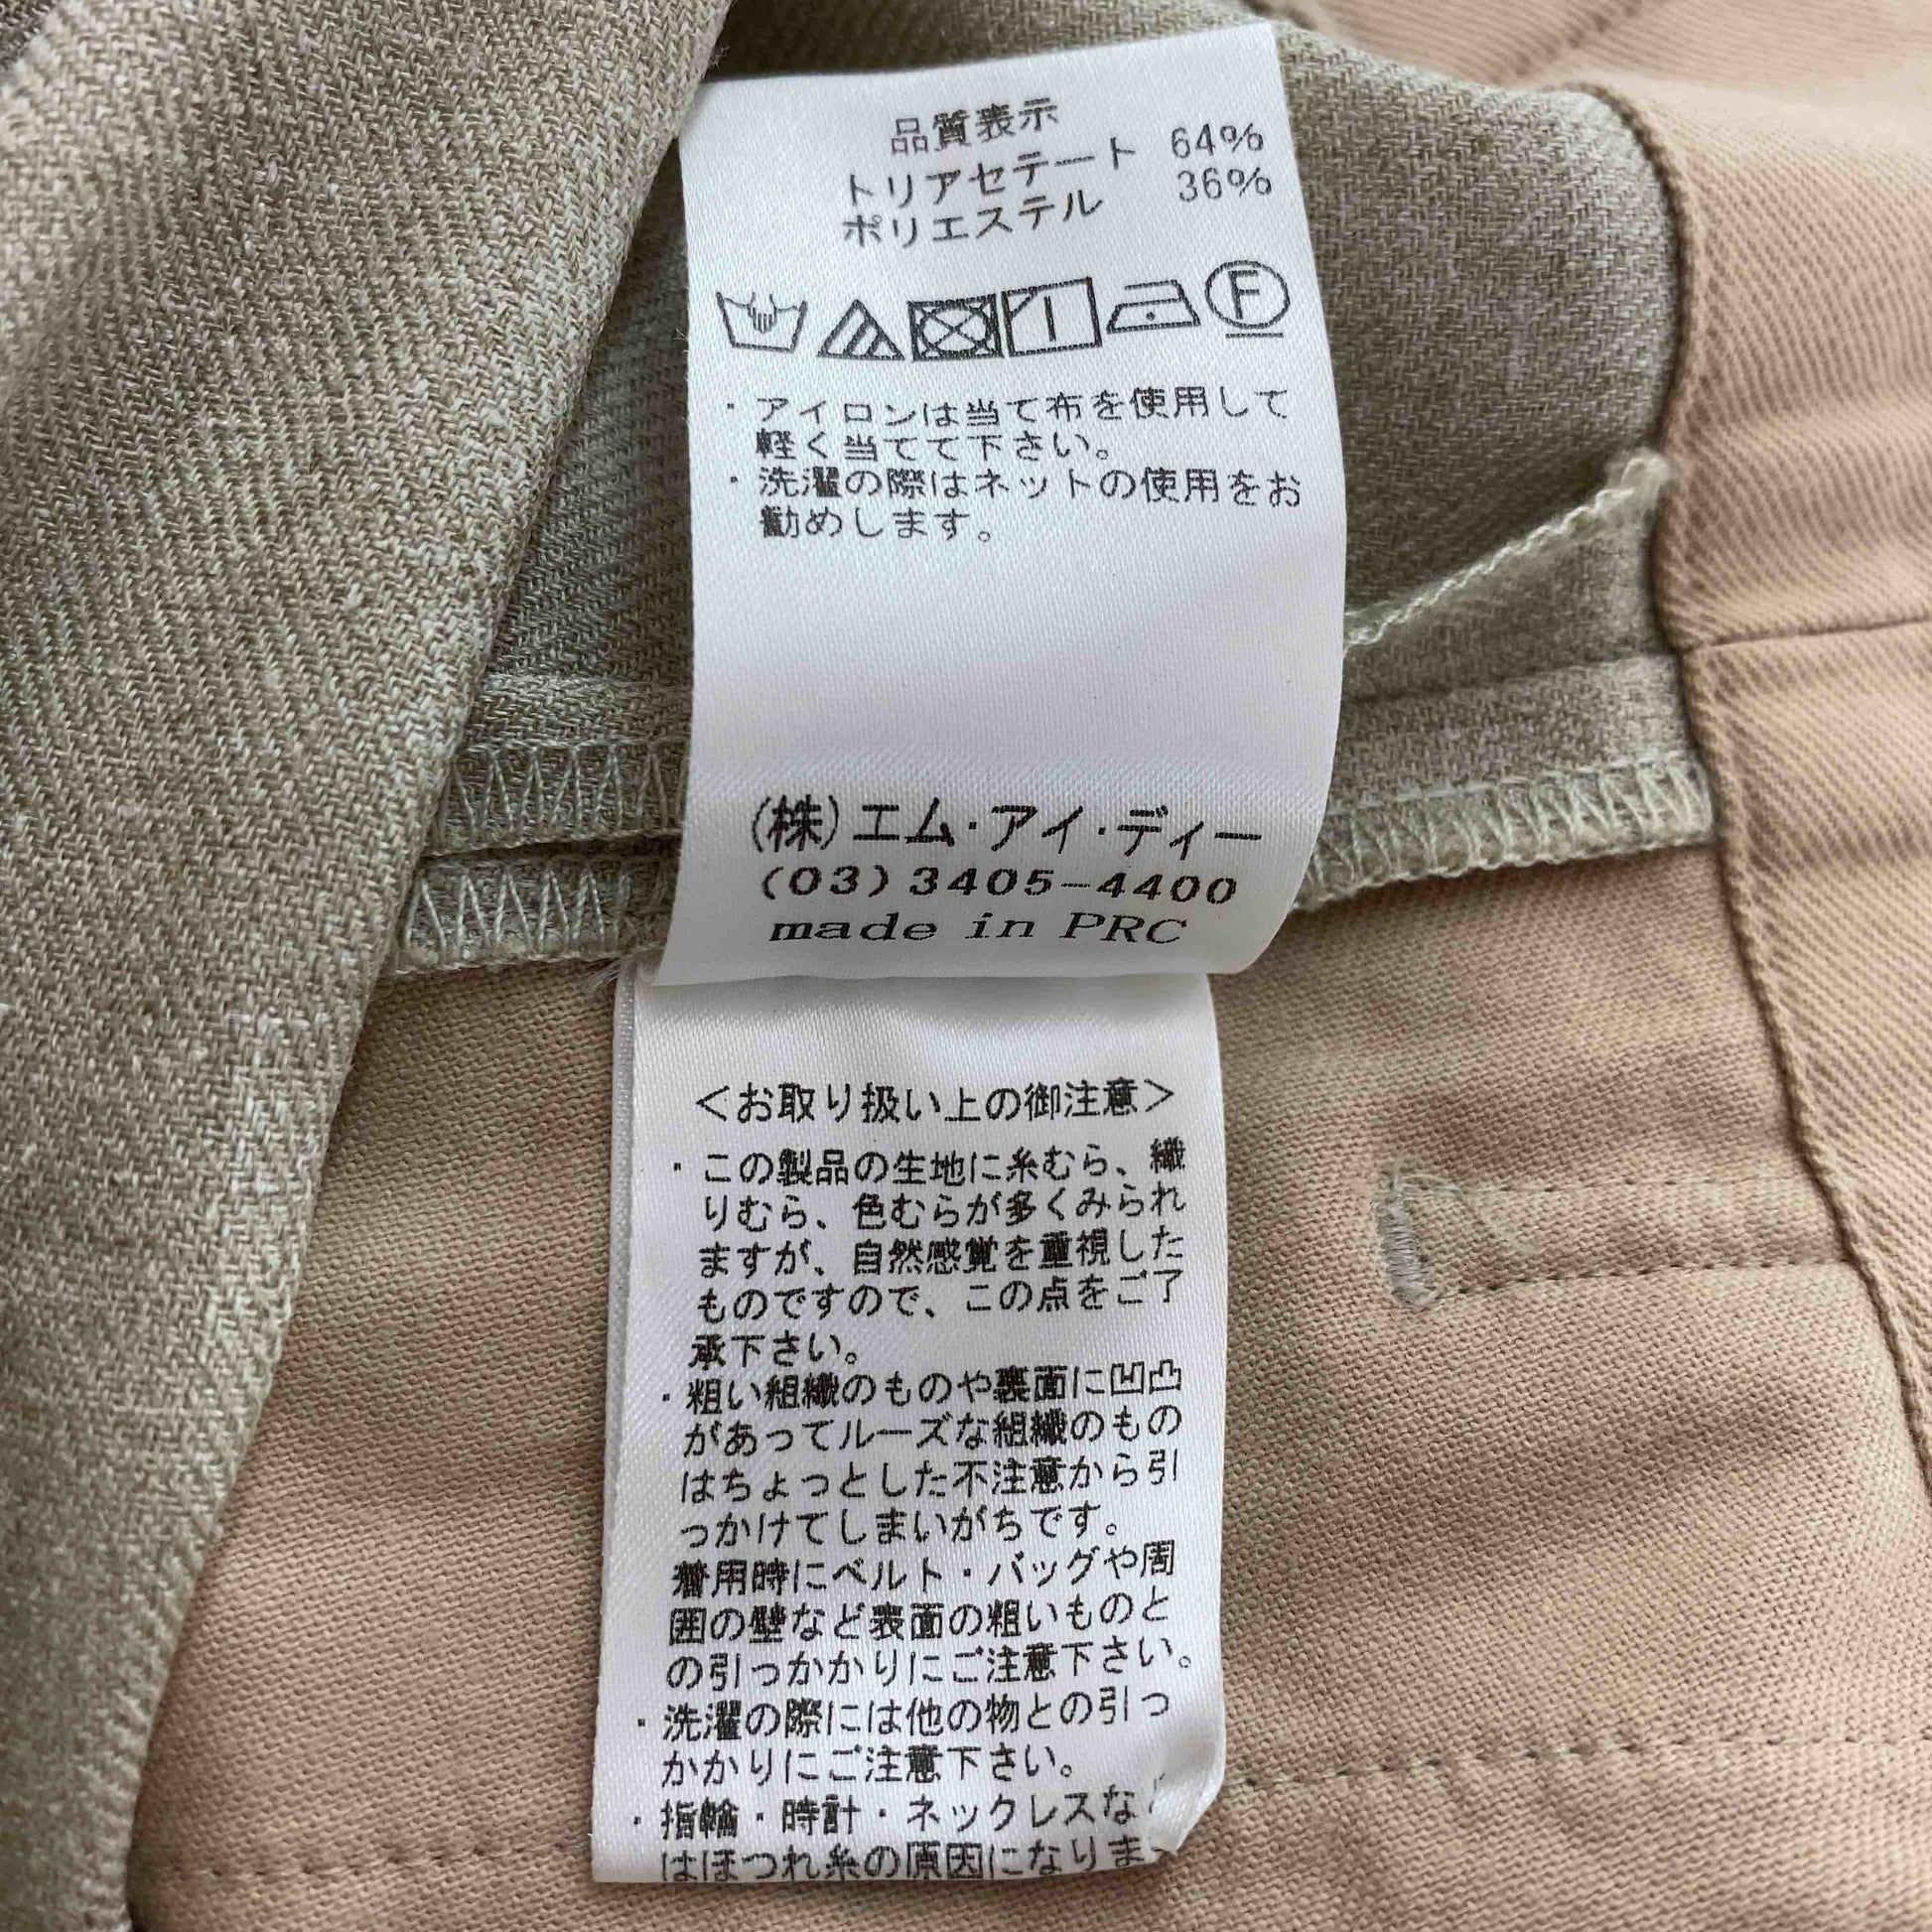 品質表示
トリアセテート 64%
ポリエステル 36%
F
・アイロンは当て布を使用して
軽く当てて下さい。
・洗濯の際はネットの使用をお
勧めします。
(株)エム・アイ・ディー
(03)3405-4400
made in PRC
＜お取り扱い上の御注意＞
・この製品の生地に糸むら、織
りむら、色むらが多くみられ
ますが、自然感覚を重視した
ものですので、この点をご了
承下さい。
・粗い組織のものや裏面に凹凸
があってルーズな組織のもの
はちょっとした不注意から引
っかけてしまいがちです。
着用時にベルト・バッグや周
囲の壁など表面の粗いものと
の引っかかりにご注意下さい。
・洗濯の際には他の物との引っ
かかりにご注意下さい。
・指輪・時計・ネックレスな
はほつれ糸の原因になりま